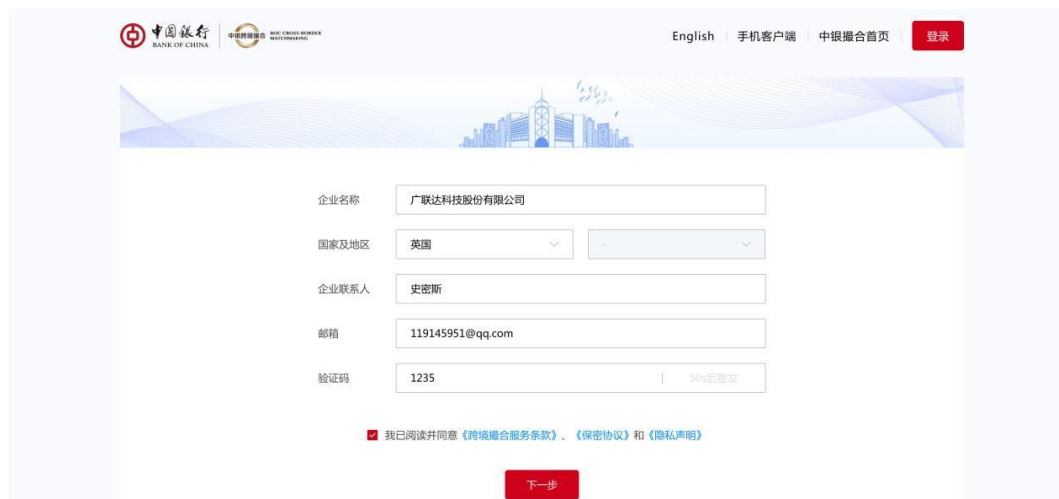 中国银行 BANK OF CHINA 中银跨境撮合 BOC CROSS-BORDER MATCHMAKING English 手机客户端 中银撮合首页 登录
企业名称 广联达科技股份有限公司
国家及地区 英国 -
企业联系人 史密斯
邮箱 119145951@qq.com
验证码 1235 50s后重发
我已阅读并同意《跨境撮合服务条款》、《保密协议》和《隐私声明》
下一步